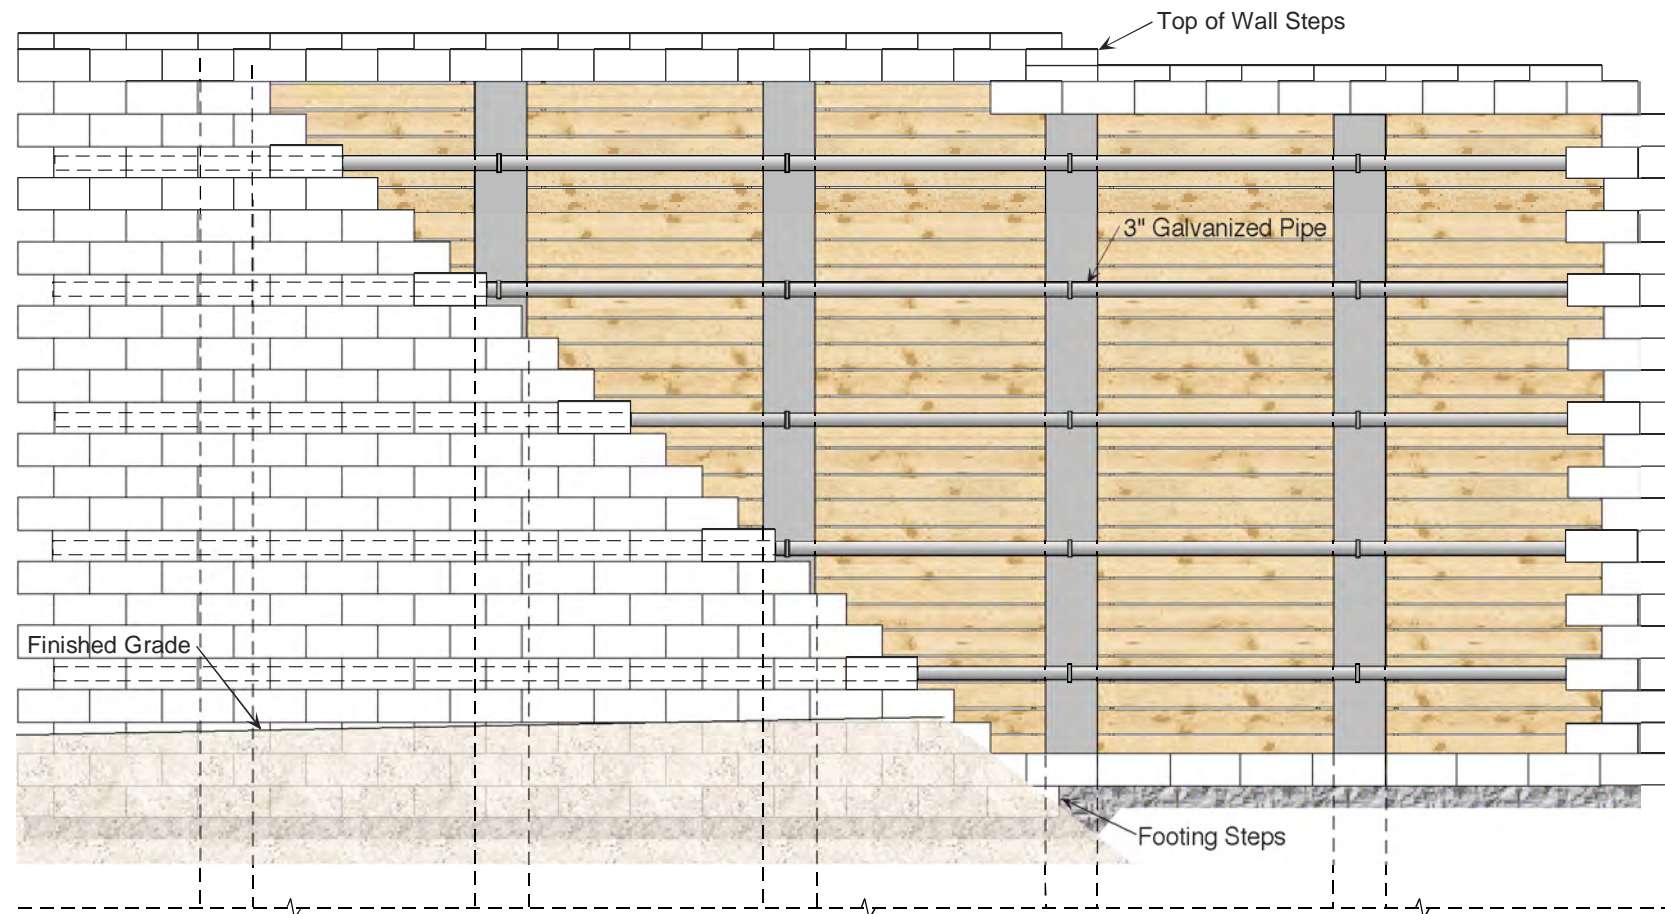 Top of Wall Steps
3" Galvanized Pipe
Finished Grade
Footing Steps